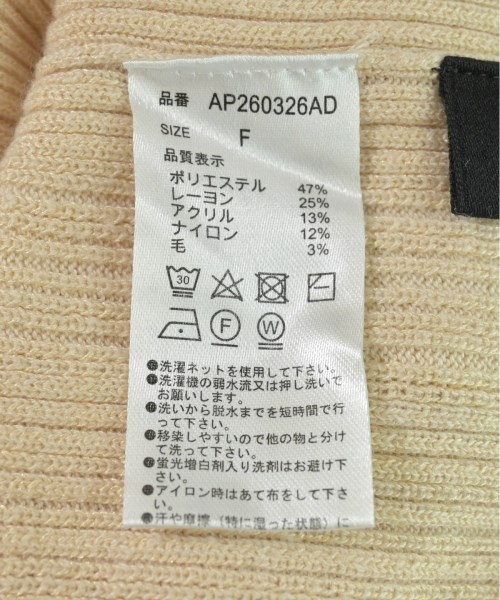 品番 AP260326AD
SIZE F
品質表示
ポリエステル 47%
レーヨン 25%
アクリル 13%
ナイロン 12%
毛 3%
30
F W
洗濯ネットを使用して下さい。
洗濯機の弱水流又は押し洗いで
お願いします。
洗いから脱水までを短時間で行
って下さい。
移染しやすいので他の物と分け
て洗って下さい。
蛍光増白剤入り洗剤はお避け下
さい。
アイロン時はあて布をして下さ
い。
汗や摩擦（特に湿った状態）に